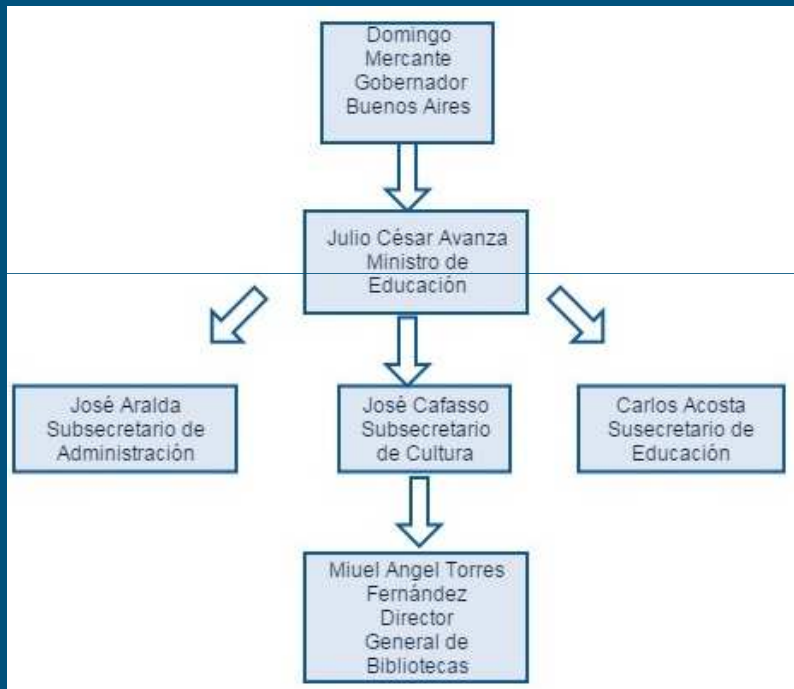 Domingo
Mercante
Gobernador
Buenos Aires
Julio César Avanza
Ministro de
Educación
José Aralda
Subsecretario de
Administración
José Cafasso
Subsecretario
de Cultura
Carlos Acosta
Susecretario de
Educación
Miuel Angel Torres
Fernández
Director
General de
Bibliotecas